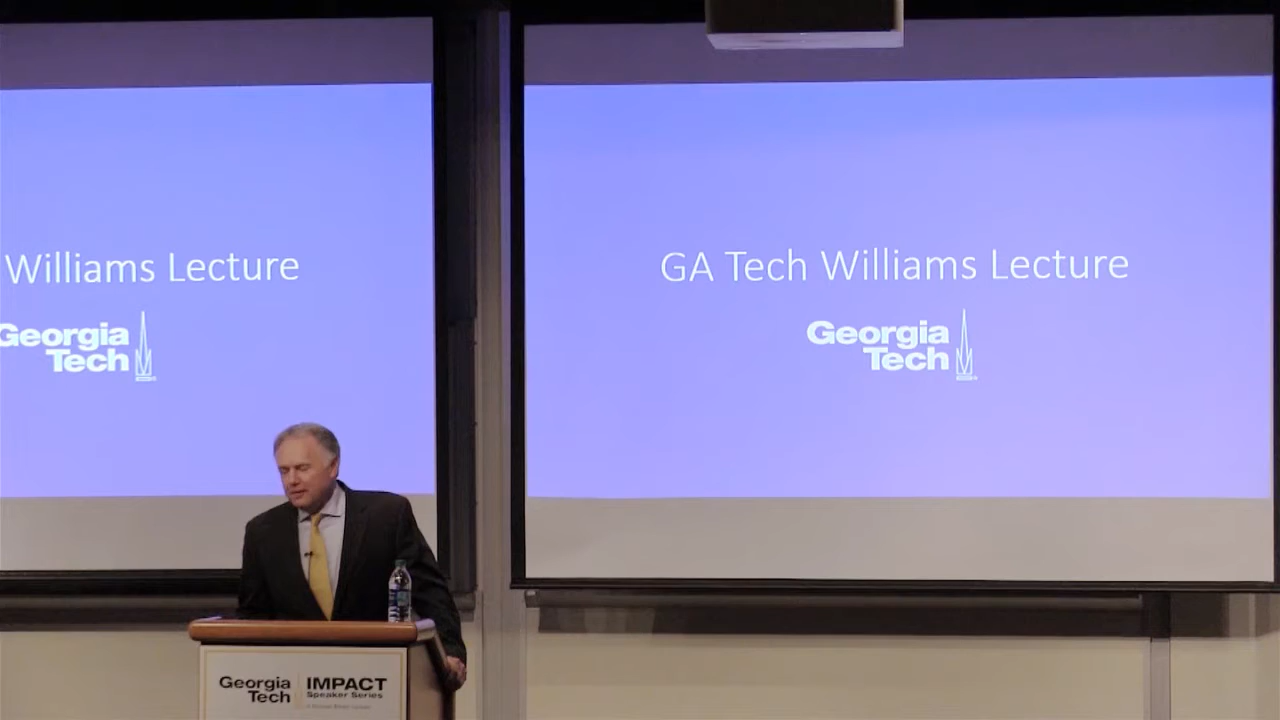 Williams Lecture
Georgia
Tech
GA Tech Williams Lecture
Georgia
Tech
Georgia
Tech
IMPACT
Speaker Series